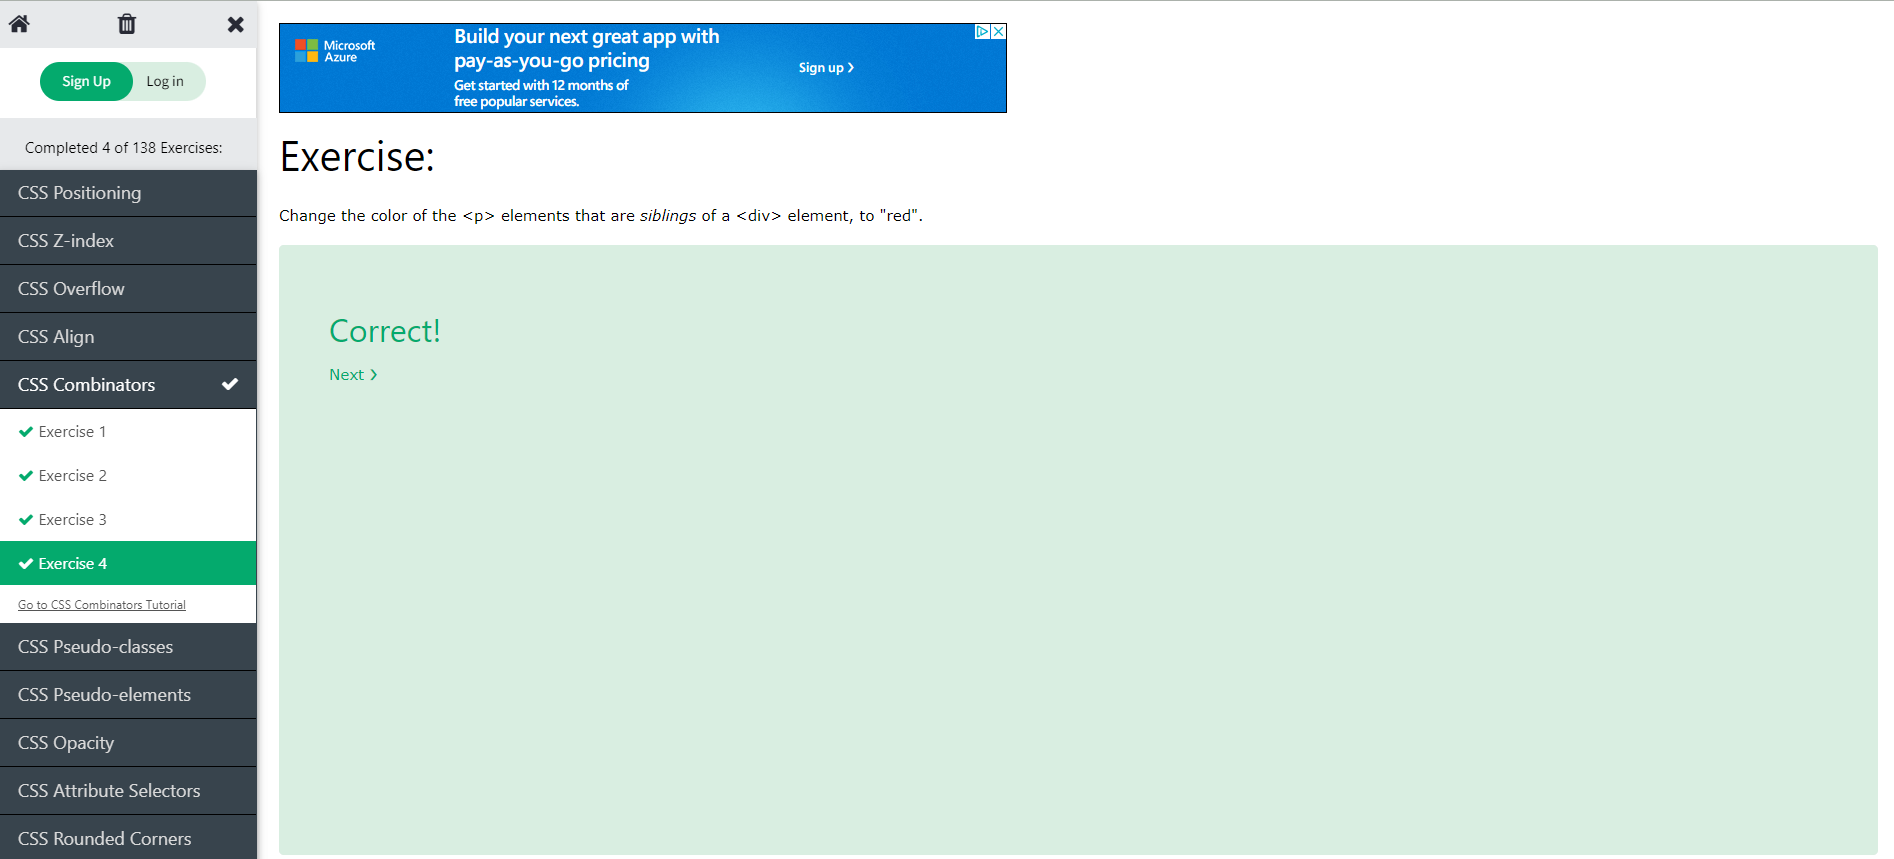 Sign Up
Log in
Completed 4 of 138 Exercises:
CSS Positioning
CSS Z-index
CSS Overflow
CSS Align
CSS Combinators
Exercise 1
Exercise 2
Exercise 3
Exercise 4
Go to CSS Combinators Tutorial
CSS Pseudo-classes
CSS Pseudo-elements
CSS Opacity
CSS Attribute Selectors
CSS Rounded Corners
Microsoft
Azure
Build your next great app with
pay-as-you-go pricing
Get started with 12 months of
free popular services.
Sign up ›
Exercise:
Change the color of the <p> elements that are siblings of a <div> element, to "red".
Correct!
Next ›